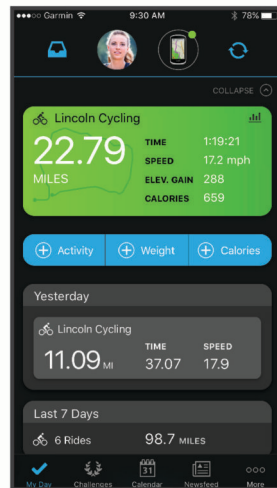 Garmin 9:30 AM 78%
COLLAPSE
Lincoln Cycling
22.79
MILES
TIME 1:19:21
SPEED 17.2 mph
ELEV. GAIN 288
CALORIES 659
Activity Weight Calories
Yesterday
Lincoln Cycling
11.09 MI
TIME SPEED
37.07 17.9
Last 7 Days
6 Rides 98.7 MILES
31
My Day Challenges Calendar Newsfeed More